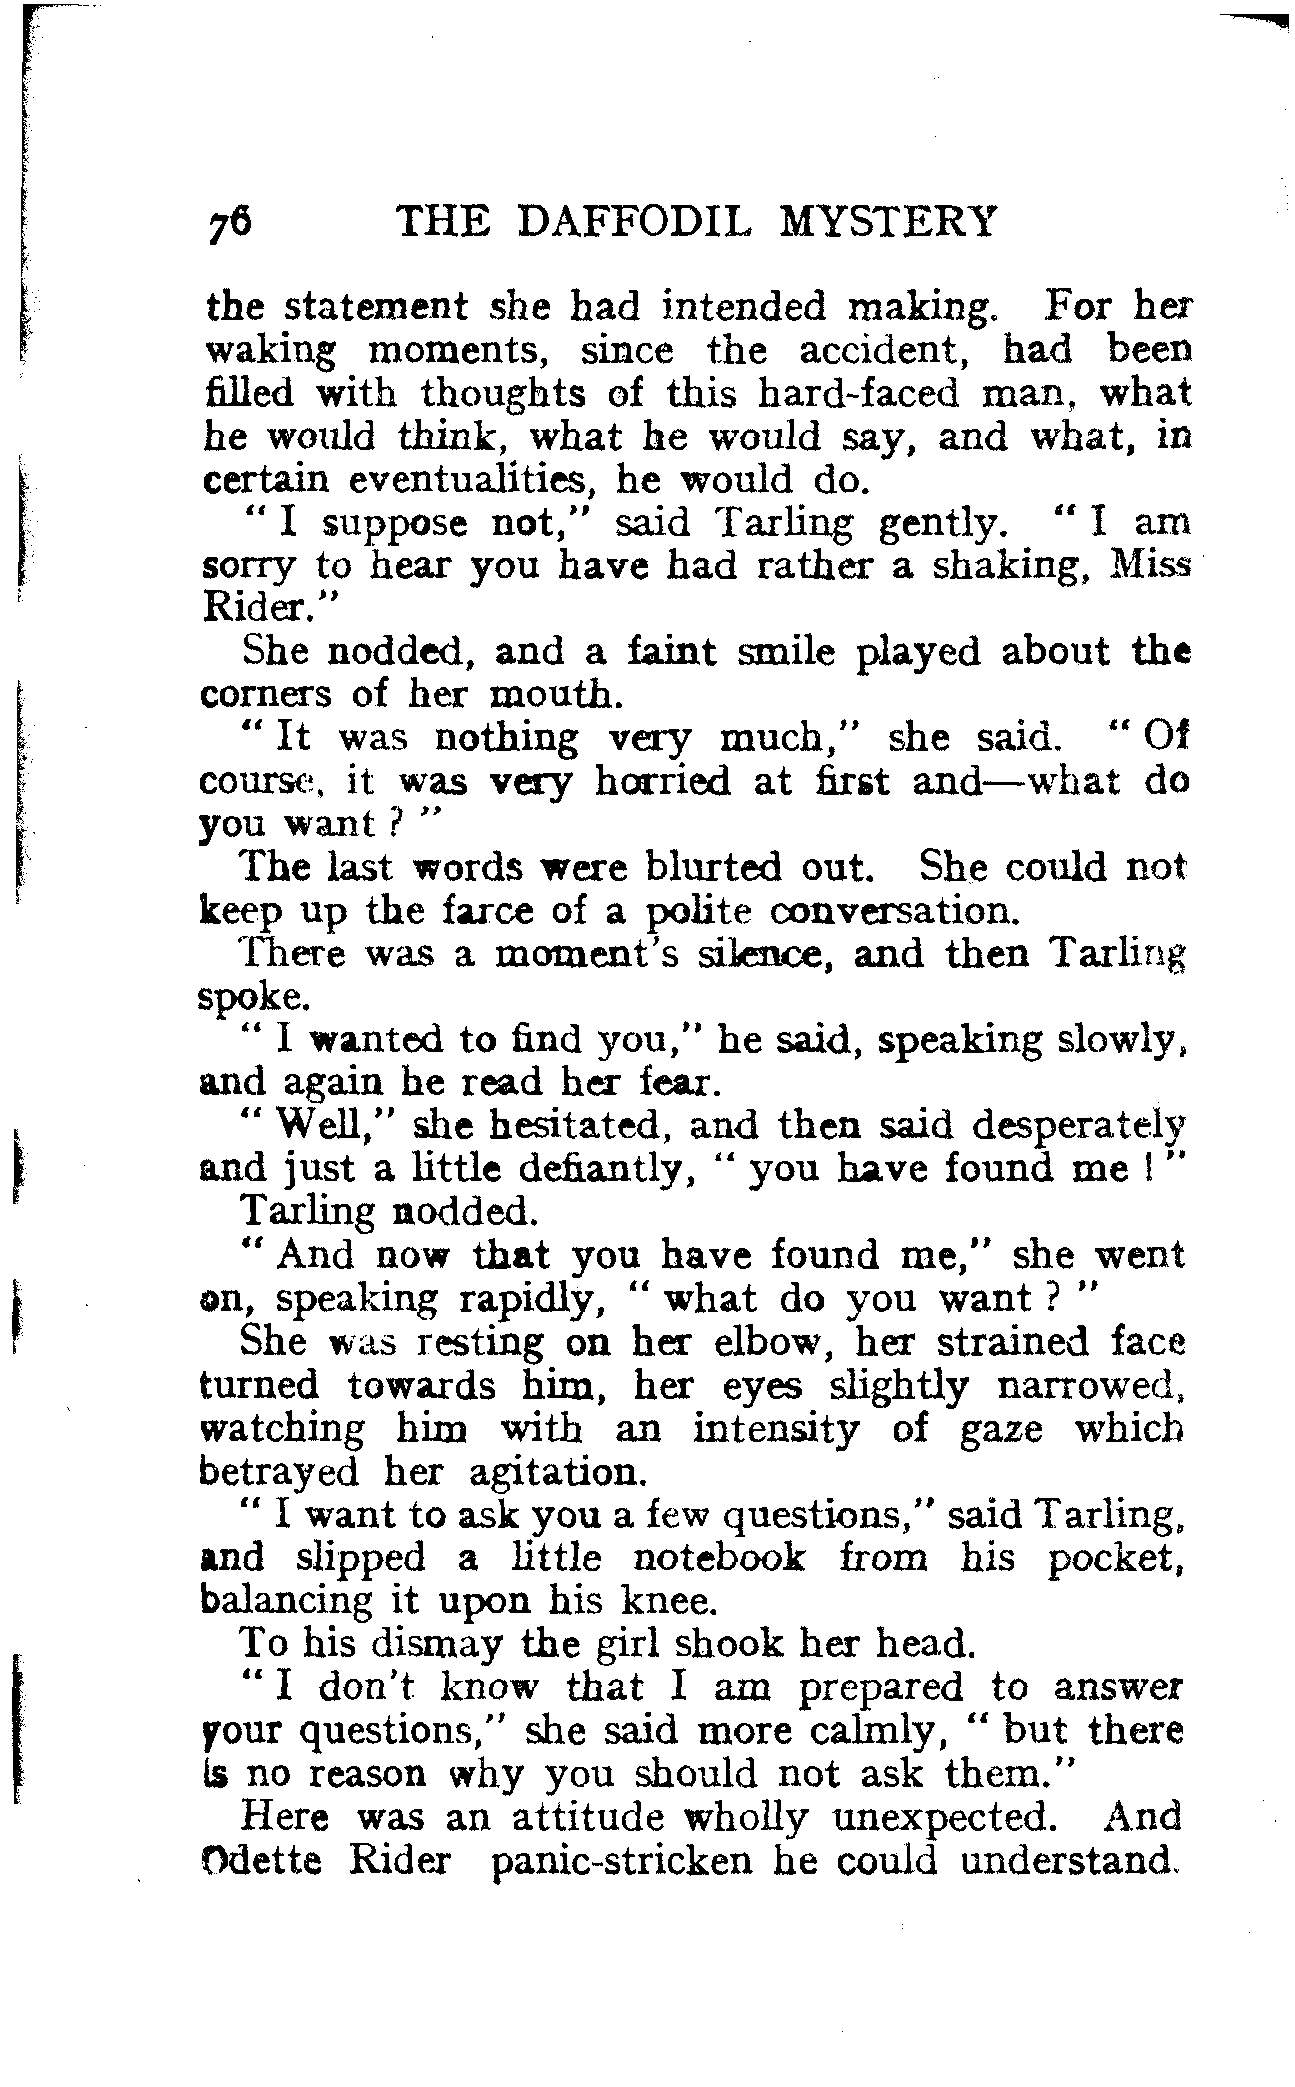 76 THE DAFFODIL MYSTERY
the statement she had intended making. For her
waking moments, since the accident, had been
filled with thoughts of this hard-faced man, what
he would think, what he would say, and what, in
certain eventualities, he would do.
“ I suppose not,” said Tarling gently. “ I am
sorry to hear you have had rather a shaking, Miss
Rider.”
She nodded, and a faint smile played about the
corners of her mouth.
“ It was nothing very much,” she said. “ Of
course, it was very horried at first and—what do
you want ? ”
The last words were blurted out. She could not
keep up the farce of a polite conversation.
There was a moment's silence, and then Tarling
spoke.
“ I wanted to find you,” he said, speaking slowly,
and again he read her fear.
“ Well,” she hesitated, and then said desperately
and just a little defiantly, “ you have found me ! ”
Tarling nodded.
“ And now that you have found me,” she went
on, speaking rapidly, “ what do you want ? ”
She was resting on her elbow, her strained face
turned towards him, her eyes slightly narrowed,
watching him with an intensity of gaze which
betrayed her agitation.
“ I want to ask you a few questions,” said Tarling,
and slipped a little notebook from his pocket,
balancing it upon his knee.
To his dismay the girl shook her head.
“ I don't know that I am prepared to answer
your questions,” she said more calmly, “ but there
is no reason why you should not ask them.”
Here was an attitude wholly unexpected. And
Odette Rider panic-stricken he could understand.